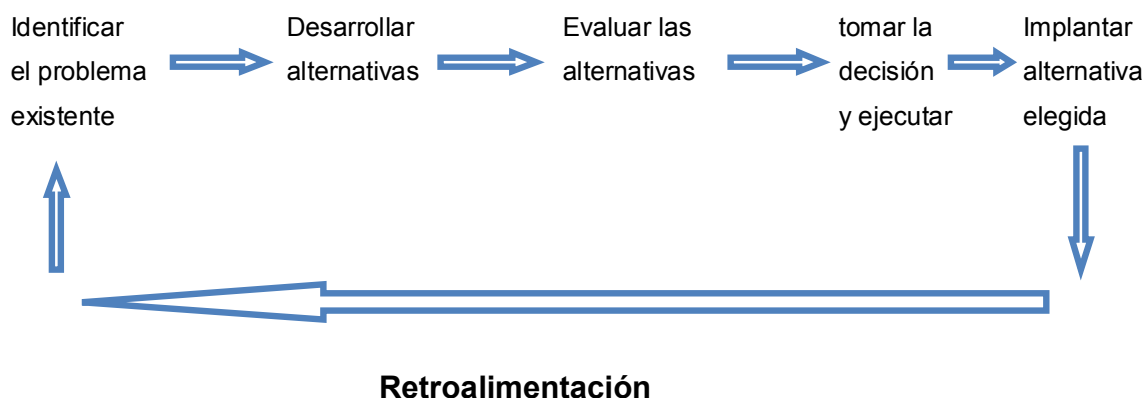 Identificar
el problema
existente
Desarrollar
alternativas
Evaluar las
alternativas
tomar la
decisión
y ejecutar
Implantar
alternativa
elegida
Retroalimentación